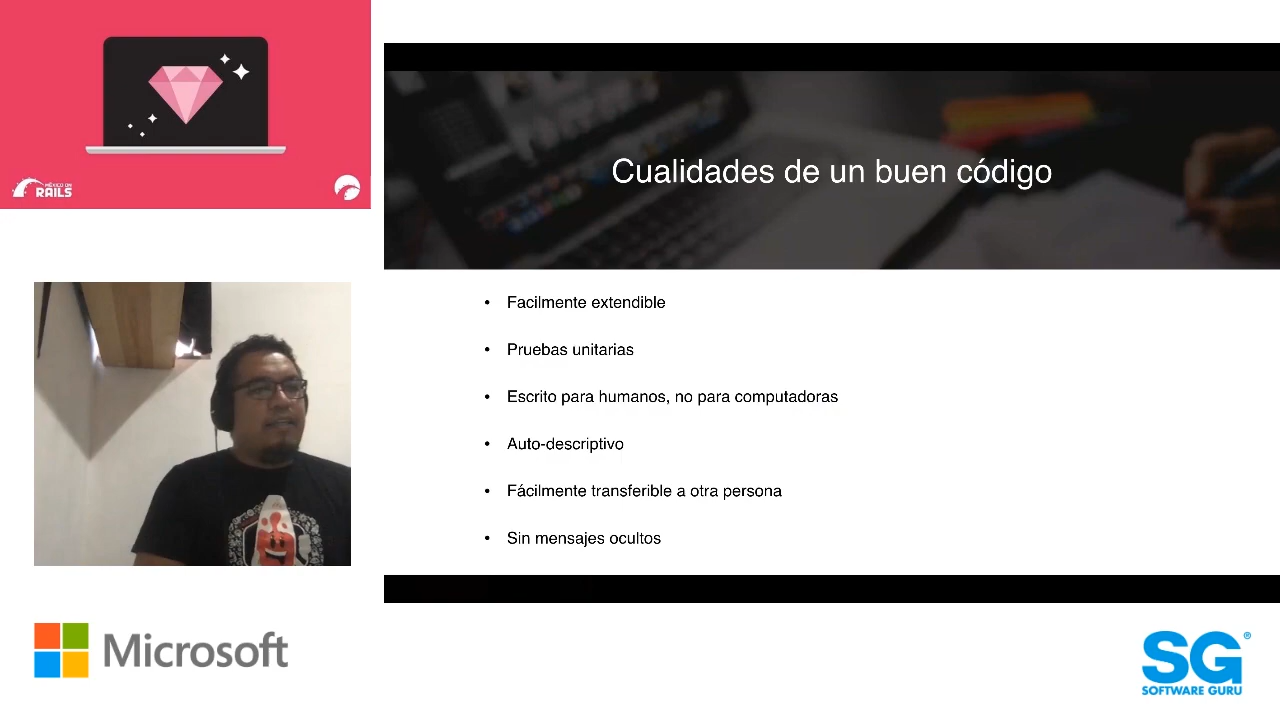 MÉXICO ON
RAILS
Cualidades de un buen código
• Facilmente extendible
• Pruebas unitarias
• Escrito para humanos, no para computadoras
• Auto-descriptivo
• Fácilmente transferible a otra persona
• Sin mensajes ocultos
Microsoft
SG®
SOFTWARE GURU